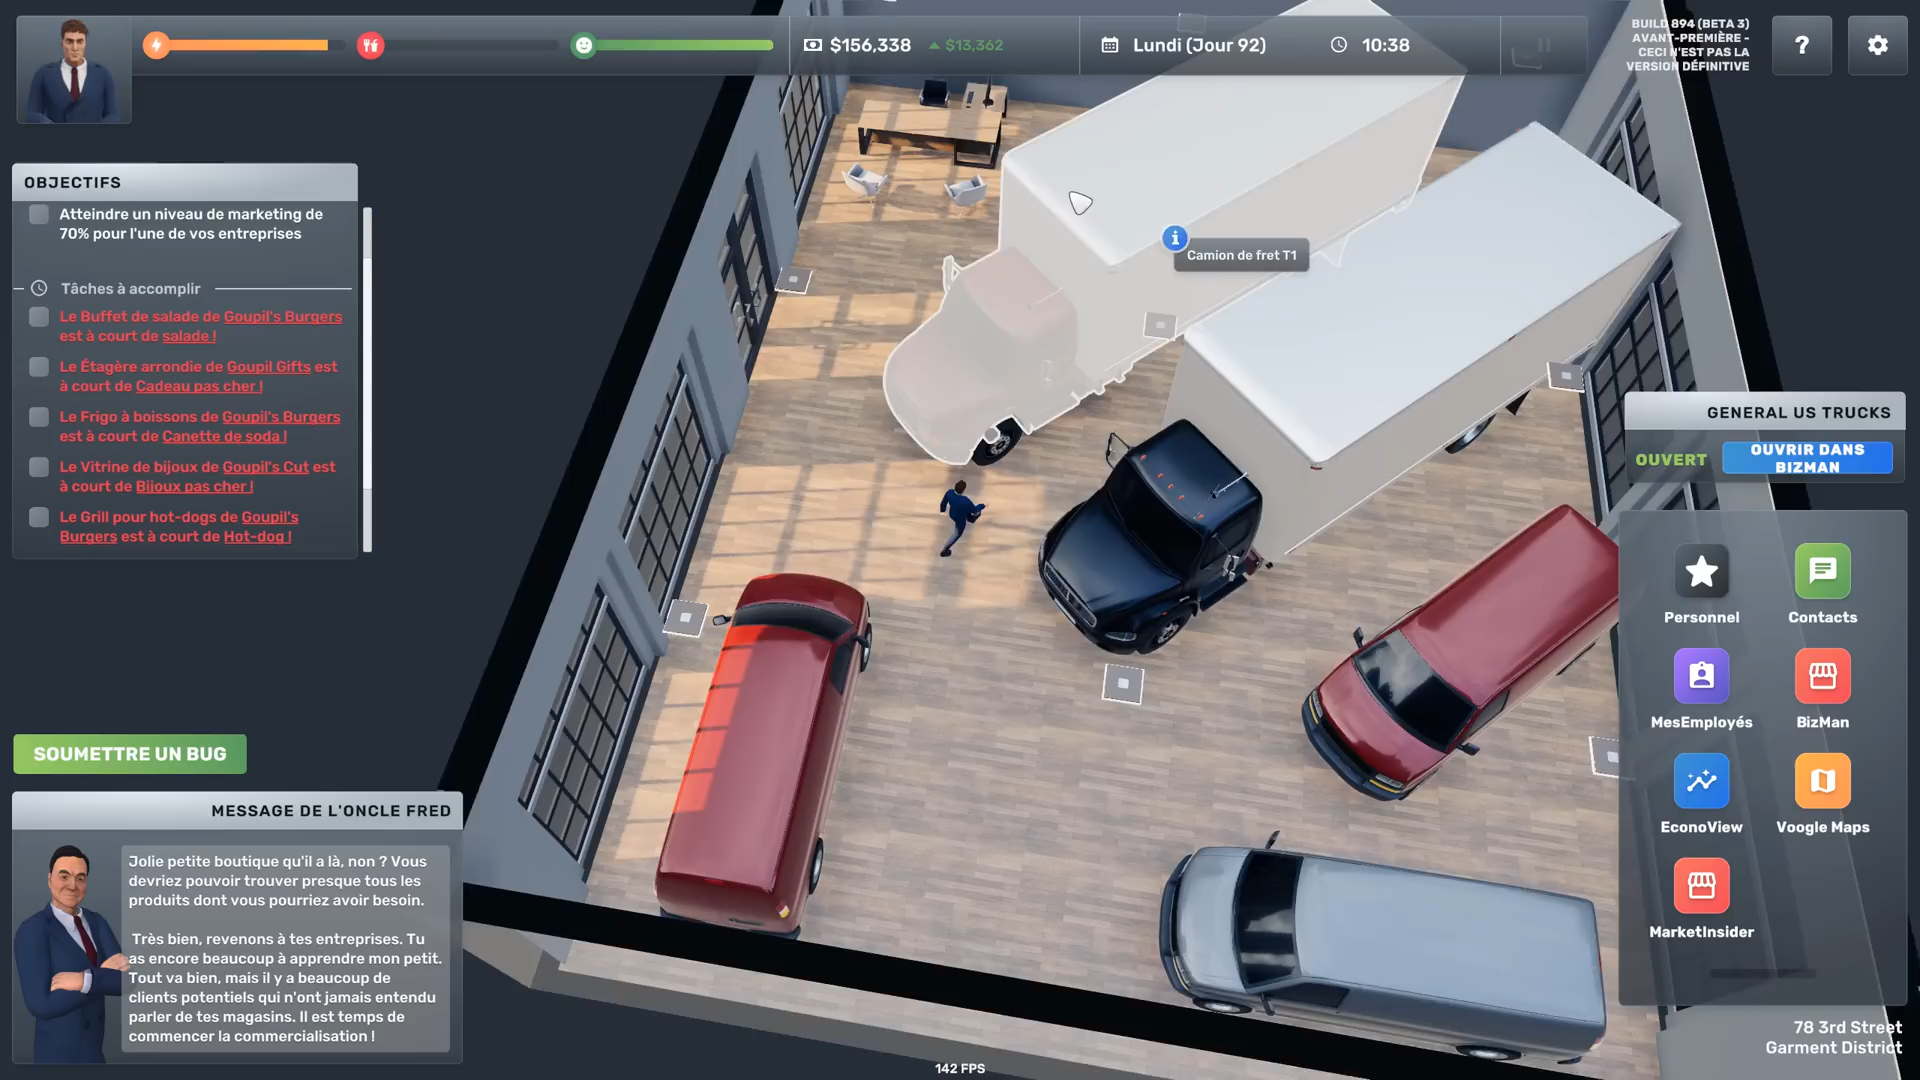 $156,338
$13,362
Lundi (Jour 92)
10:38
BUILD 894 (BETA 3)
AVANT-PREMIÈRE -
CECI N'EST PAS LA
VERSION DÉFINITIVE
?
OBJECTIFS
Atteindre un niveau de marketing de
70% pour l'une de vos entreprises
Tâches à accomplir
Le Buffet de salade de Goupil's Burgers
est à court de salade !
Le Étagère arrondie de Goupil Gifts est
à court de Cadeau pas cher !
Le Frigo à boissons de Goupil's Burgers
est à court de Canette de soda !
Le Vitrine de bijoux de Goupil's Cut est
à court de Bijoux pas cher !
Le Grill pour hot-dogs de Goupil's
Burgers est à court de Hot-dog !
i
Camion de fret T1
GENERAL US TRUCKS
OUVERT
OUVRIR DANS
BIZMAN
Personnel
Contacts
MesEmployés
BizMan
EconoView
Voogle Maps
MarketInsider
SOUMETTRE UN BUG
MESSAGE DE L'ONCLE FRED
Jolie petite boutique qu'il a là, non ? Vous
devriez pouvoir trouver presque tous les
produits dont vous pourriez avoir besoin.
Très bien, revenons à tes entreprises. Tu
as encore beaucoup à apprendre mon petit.
Tout va bien, mais il y a beaucoup de
clients potentiels qui n'ont jamais entendu
parler de tes magasins. Il est temps de
commencer la commercialisation !
78 3rd Street
Garment District
142 FPS